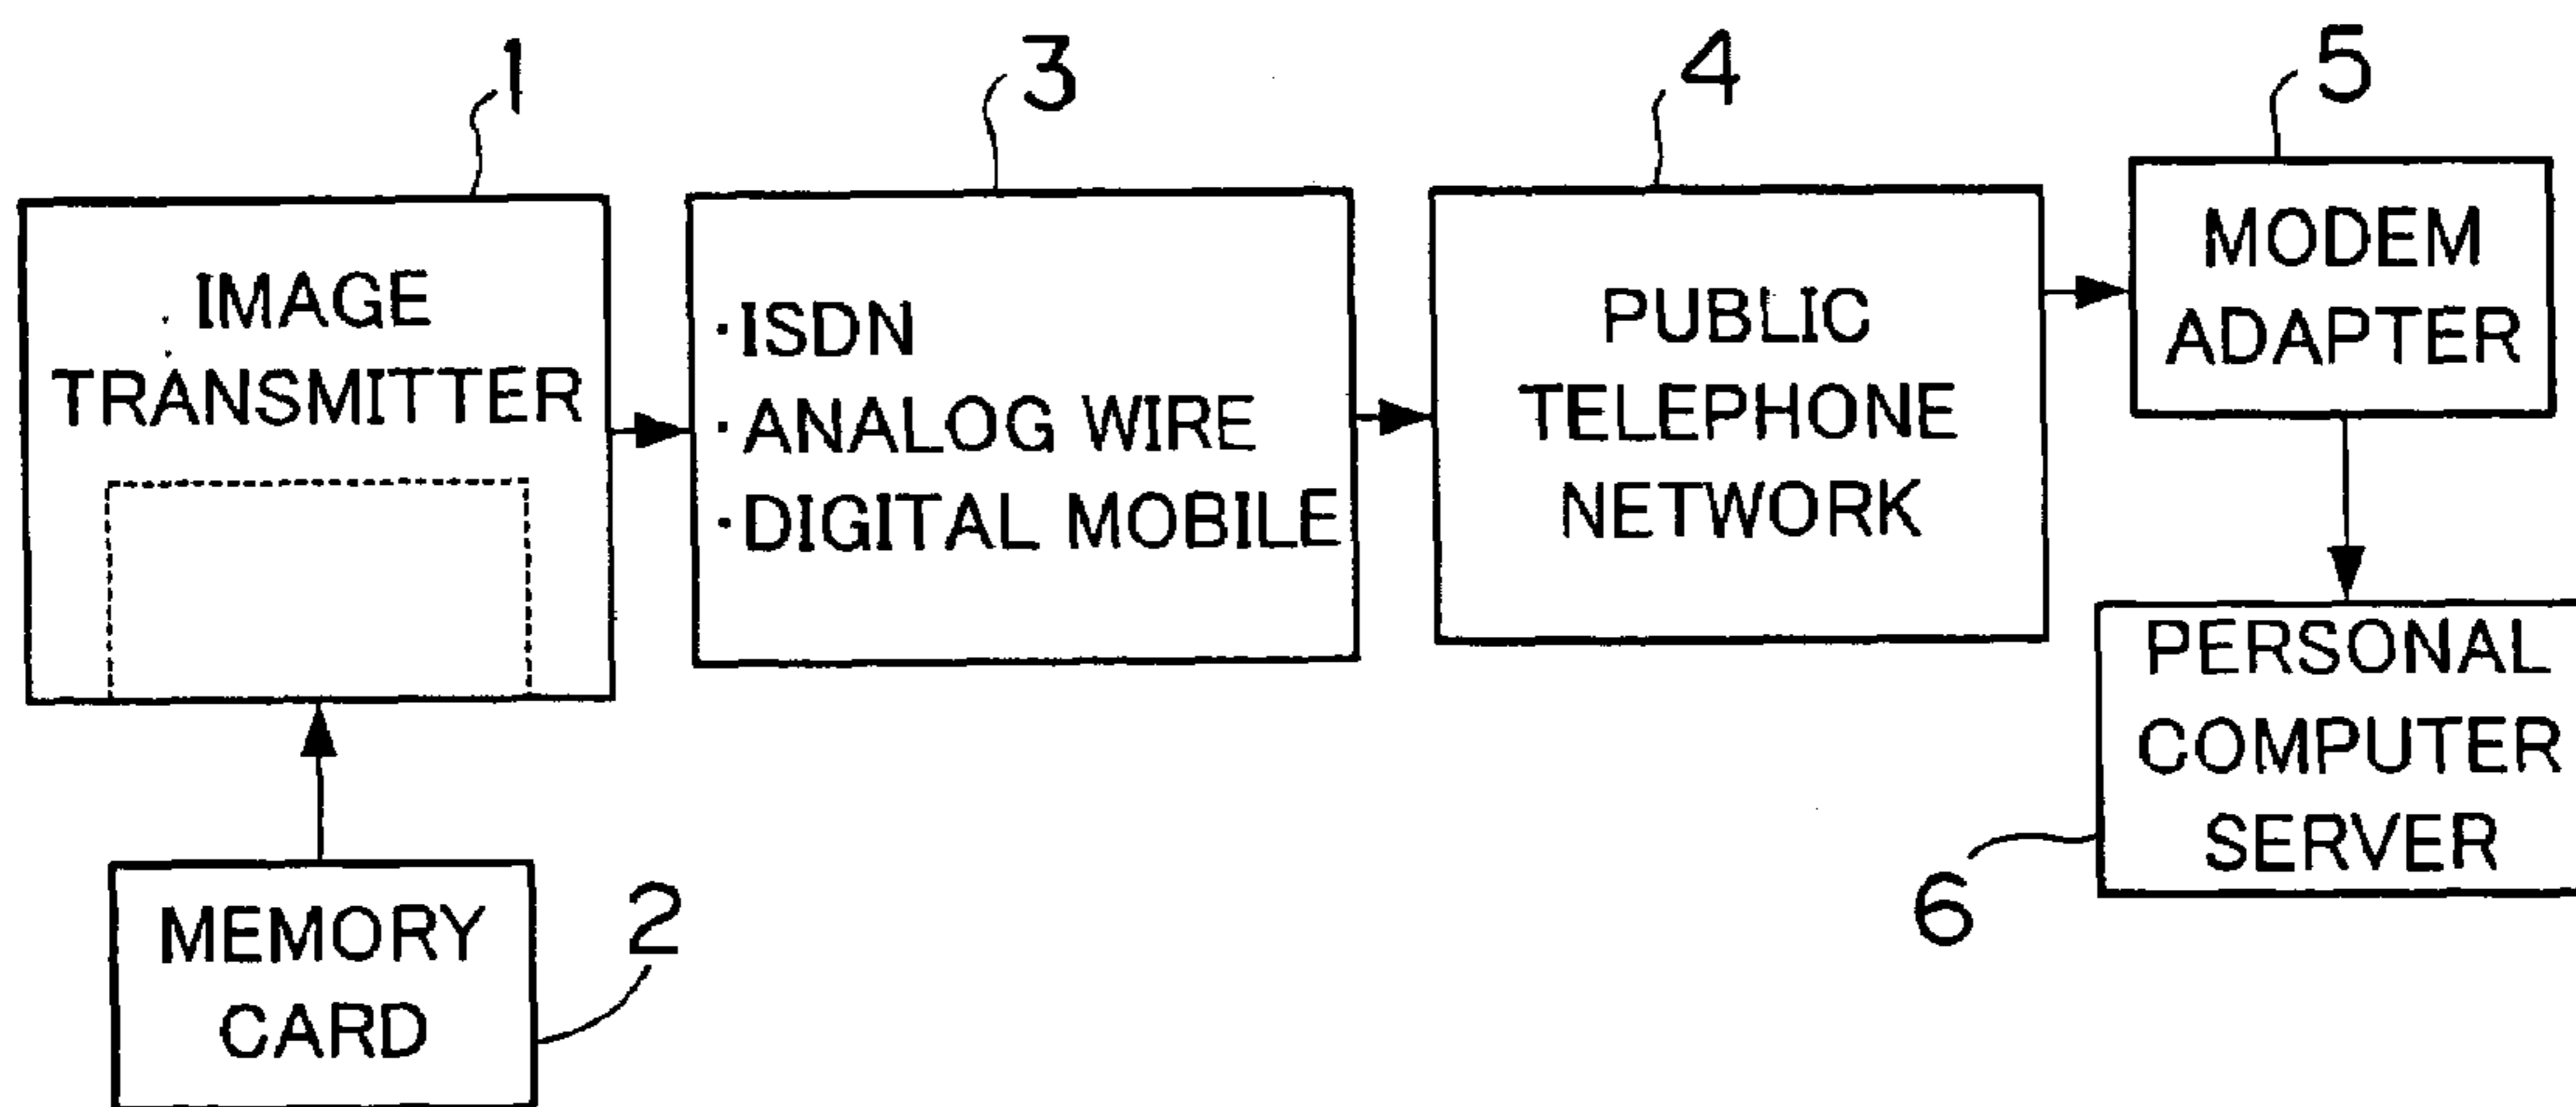 1
3
4
5
IMAGE
TRANSMITTER
·ISDN
·ANALOG WIRE
·DIGITAL MOBILE
PUBLIC
TELEPHONE
NETWORK
MODEM
ADAPTER
PERSONAL
COMPUTER
SERVER
6
MEMORY
CARD
2